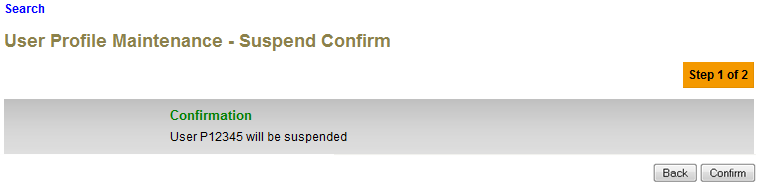 Search
User Profile Maintenance - Suspend Confirm
Step 1 of 2
Confirmation
User P12345 will be suspended
Back Confirm